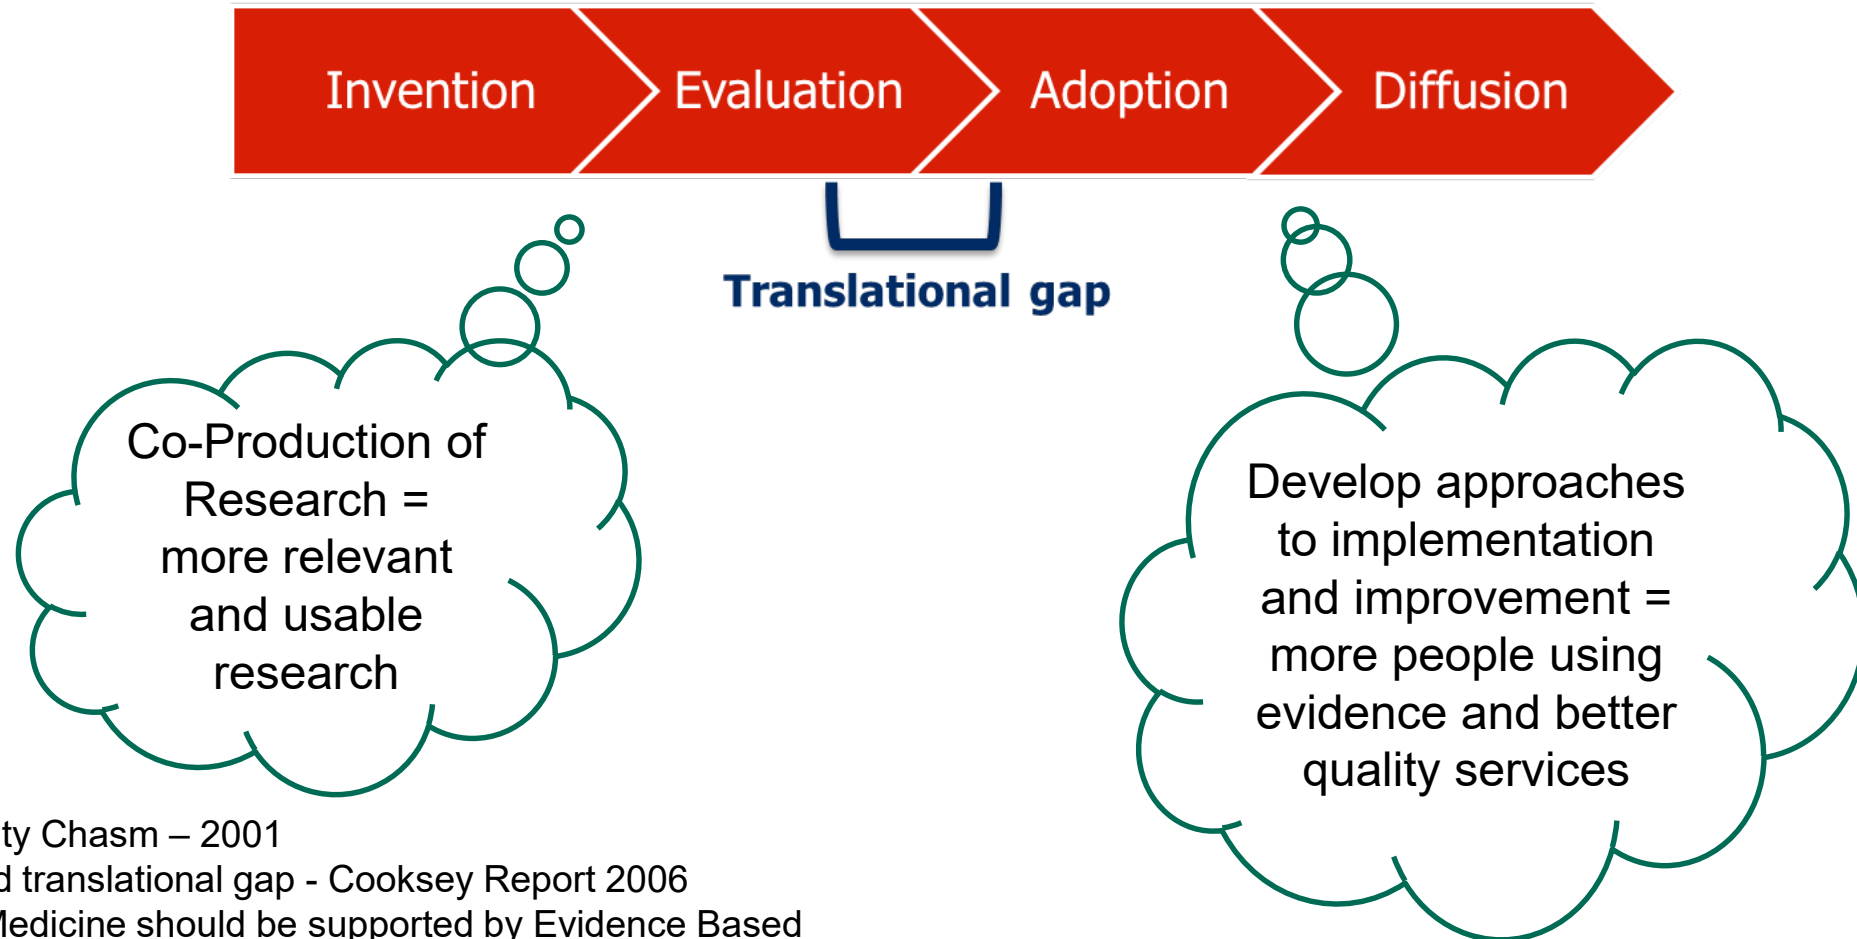 Invention Evaluation Adoption Diffusion
Translational gap
Co-Production of
Research =
more relevant
and usable
research
Develop approaches
to implementation
and improvement =
more people using
evidence and better
quality services
ty Chasm – 2001
d translational gap - Cooksey Report 2006
Medicine should be supported by Evidence Based